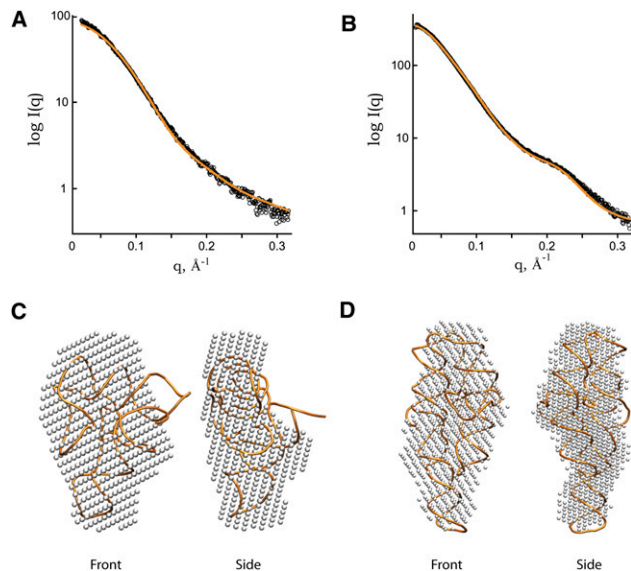 A
B
100
10
1
log I(q)
0
0.1
0.2
0.3
q, Å⁻¹
100
10
1
log I(q)
0
0.1
0.2
0.3
q, Å⁻¹
C
D
Front
Side
Front
Side